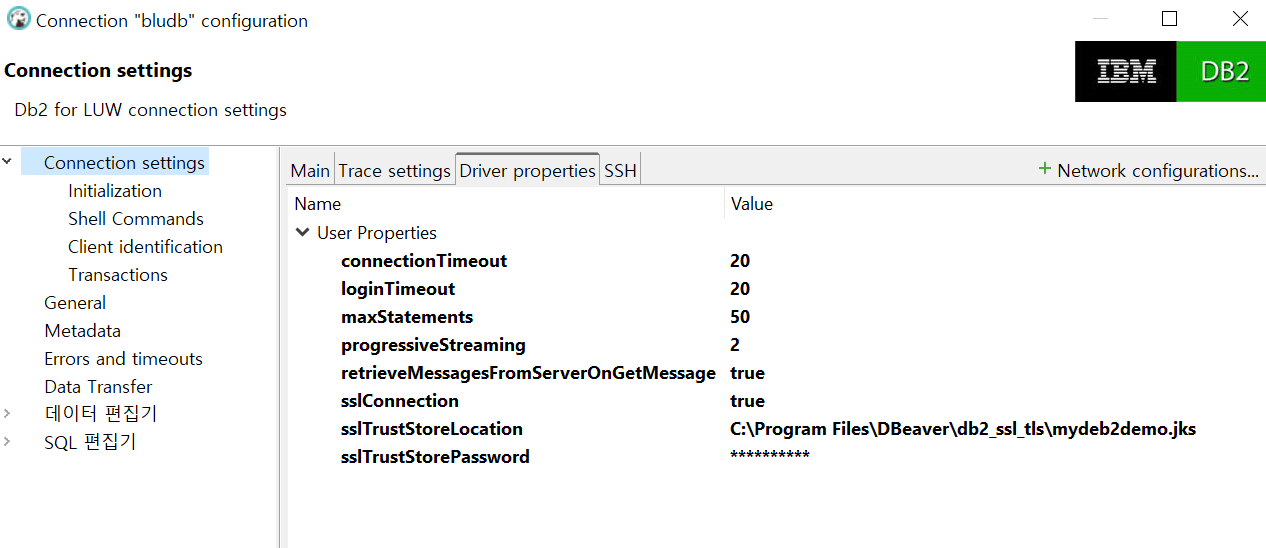 Connection "bludb" configuration
Connection settings
IBM DB2
Db2 for LUW connection settings
Connection settings
Initialization
Shell Commands
Client identification
Transactions
General
Metadata
Errors and timeouts
Data Transfer
데이터 편집기
SQL 편집기
Main Trace settings Driver properties SSH + Network configurations...
Name Value
User Properties
connectionTimeout 20
loginTimeout 20
maxStatements 50
progressiveStreaming 2
retrieveMessagesFromServerOnGetMessage true
sslConnection true
sslTrustStoreLocation C:\Program Files\DBeaver\db2_ssl_tls\mydeb2demo.jks
sslTrustStorePassword **********